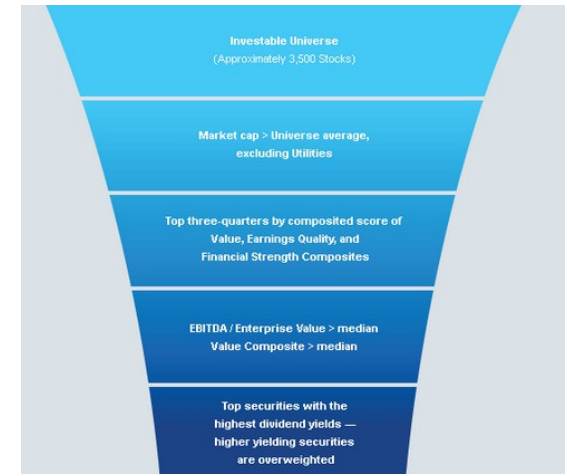 Investable Universe
(Approximately 3,500 Stocks)
Market cap > Universe average,
excluding Utilities
Top three-quarters by composited score of
Value, Earnings Quality, and
Financial Strength Composites
EBITDA / Enterprise Value > median
Value Composite > median
Top securities with the
highest dividend yields —
higher yielding securities
are overweighted